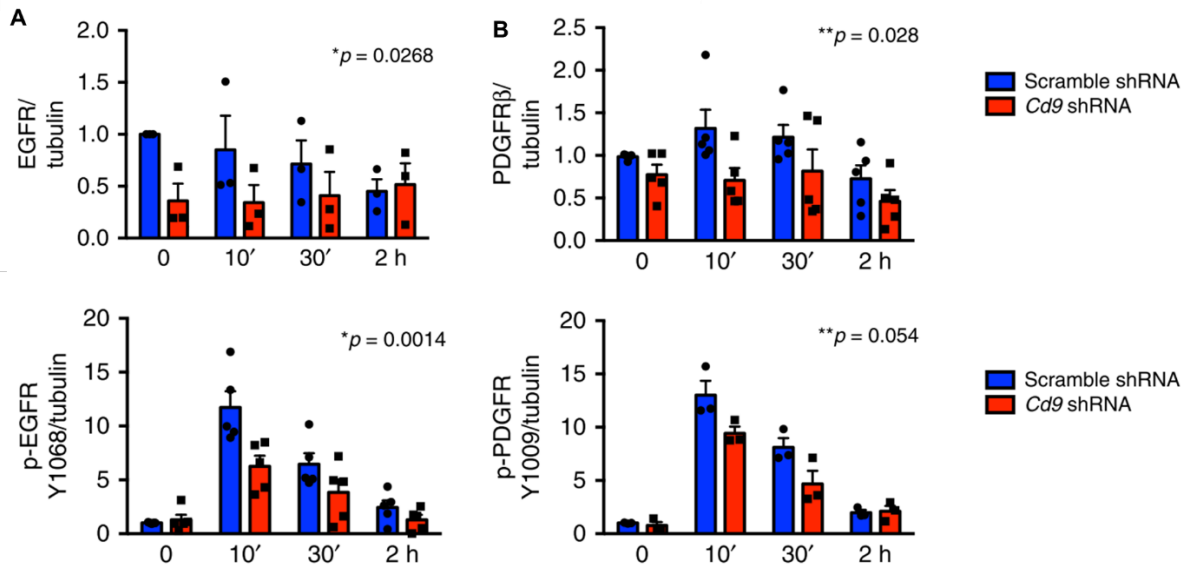 A
2.0
1.5
1.0
0.5
0.0
EGFR/
tubulin
*p = 0.0268
0 10′ 30′ 2 h
B
2.5
2.0
1.5
1.0
0.5
0.0
PDGFRβ/
tubulin
**p = 0.028
0 10′ 30′ 2 h
Scramble shRNA
Cd9 shRNA
20
15
10
5
0
p-EGFR
Y1068/tubulin
*p = 0.0014
0 10′ 30′ 2 h
20
15
10
5
0
p-PDGFR
Y1009/tubulin
**p = 0.054
0 10′ 30′ 2 h
Scramble shRNA
Cd9 shRNA